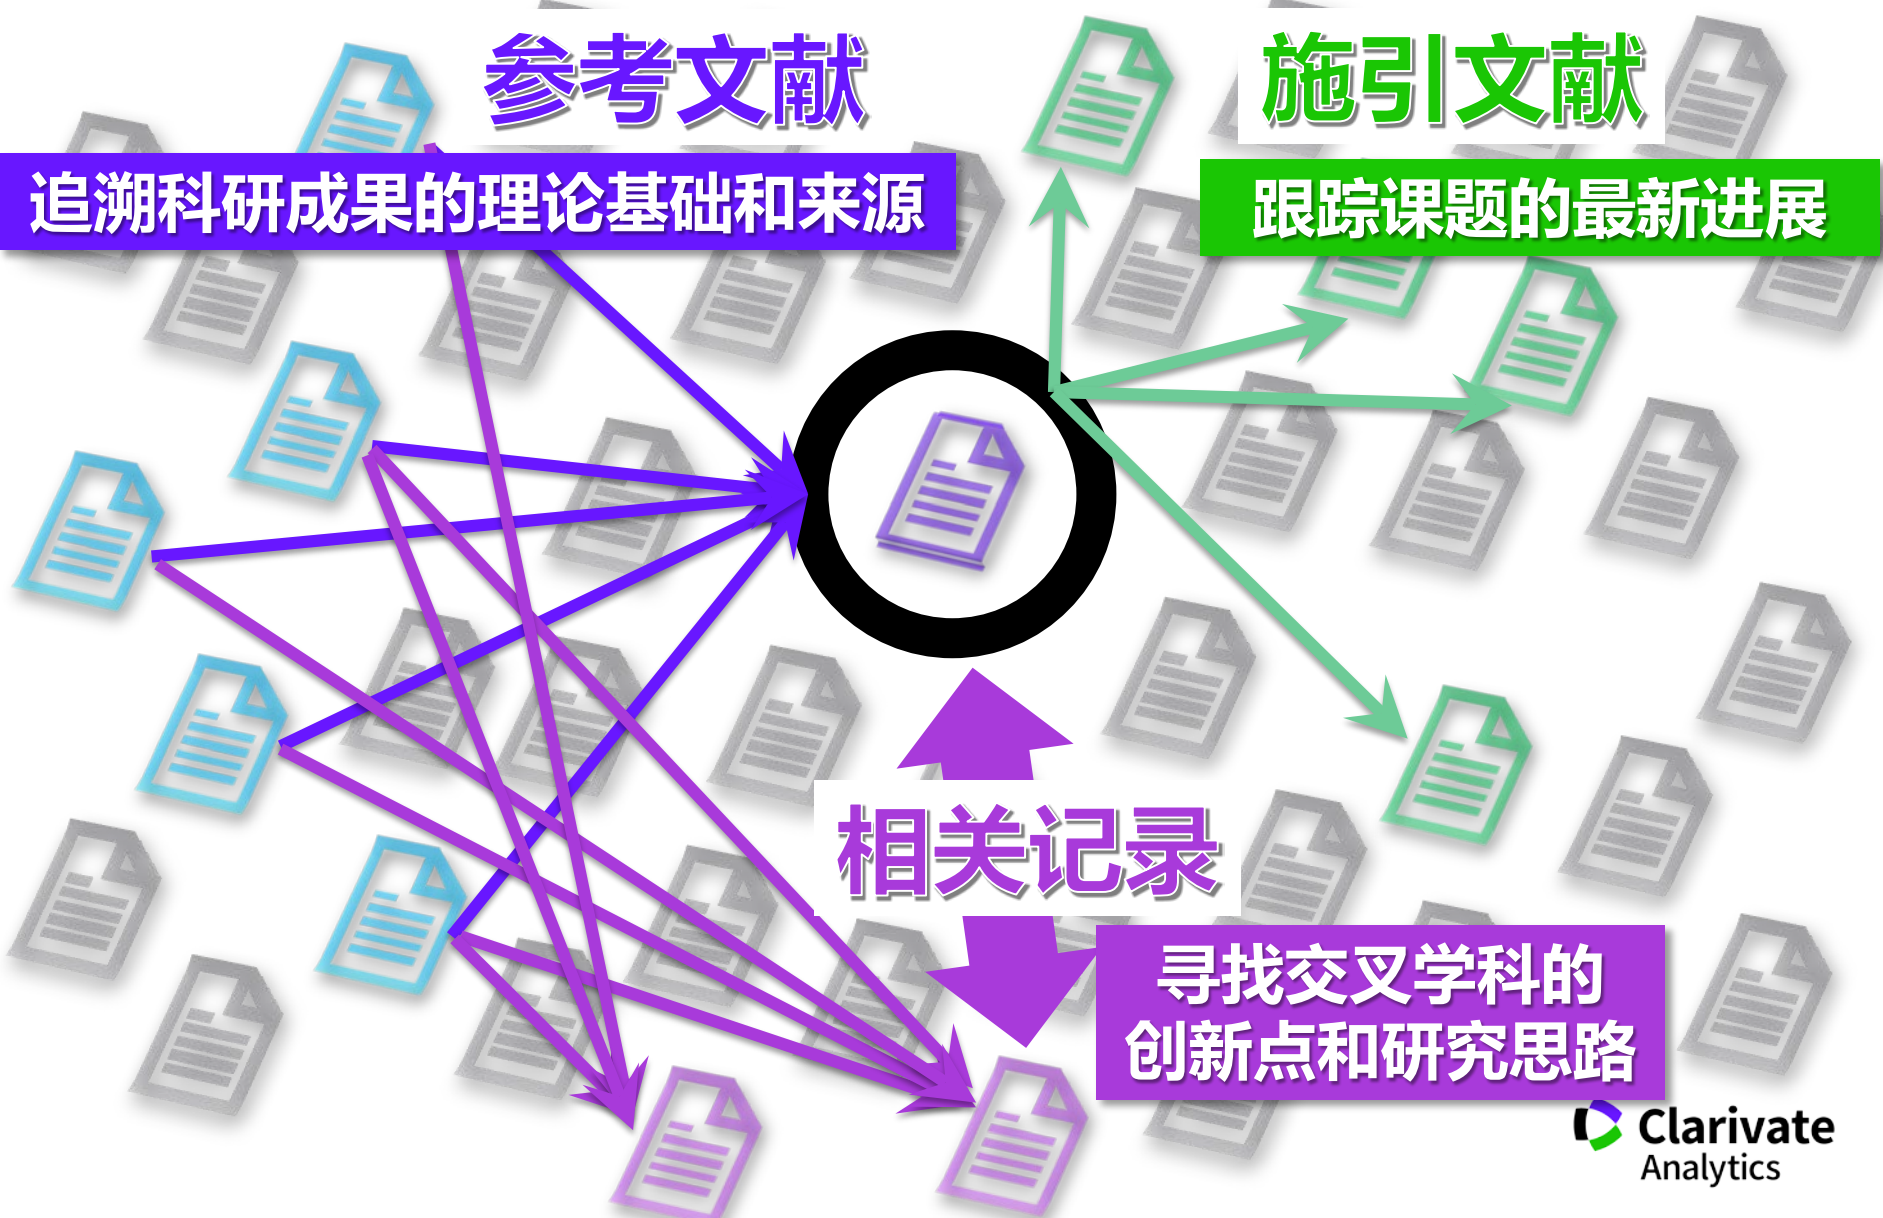 参考文献
追溯科研成果的理论基础和来源
施引文献
跟踪课题的最新进展
相关记录
寻找交叉学科的
创新点和研究思路
Clarivate
Analytics